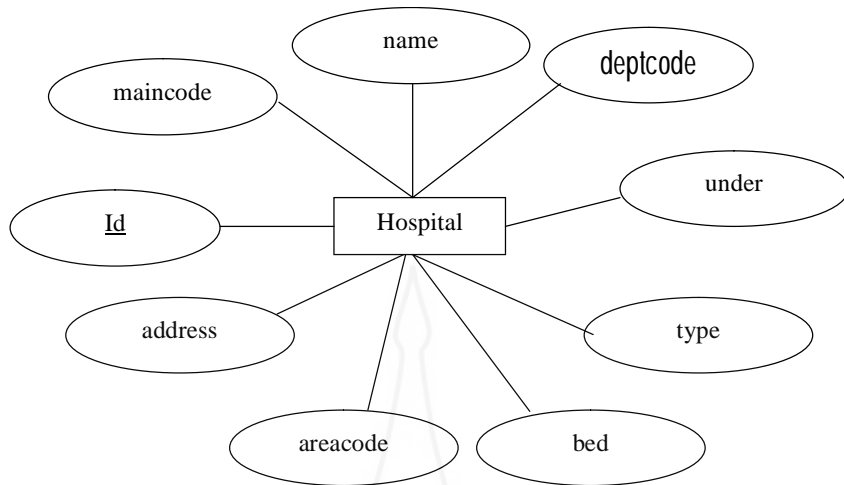 name
deptcode
maincode
under
Id
Hospital
address
type
areacode
bed